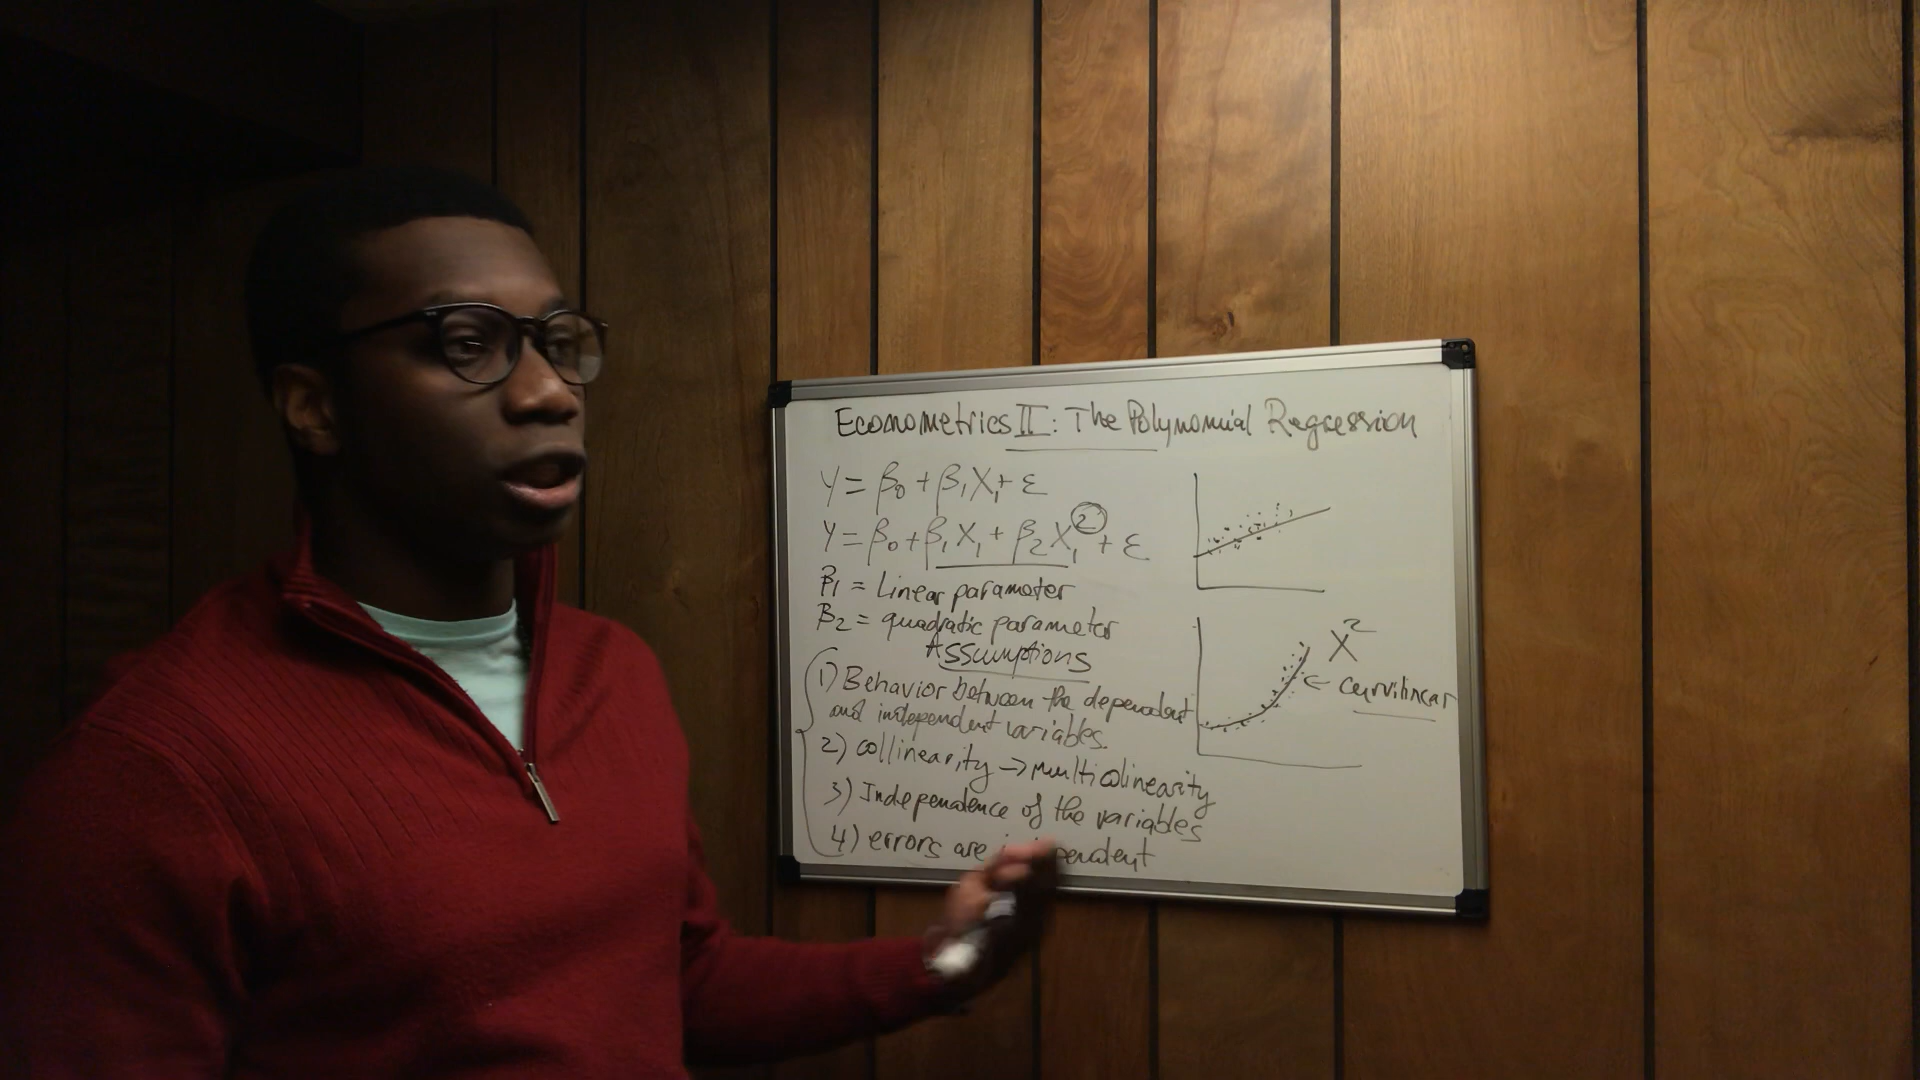 Econometrics II: The Polynomial Regression
Y = β₀ + β₁X₁ + ε
Y = β₀ + β₁X₁ + β₂X₁² + ε
β₁ = Linear parameter
β₂ = quadratic parameter
Assumptions
1) Behavior between the dependent
and independent variables.
2) collinearity → multicolinearity
3) Independence of the variables
4) errors are
X²
← curvilinear